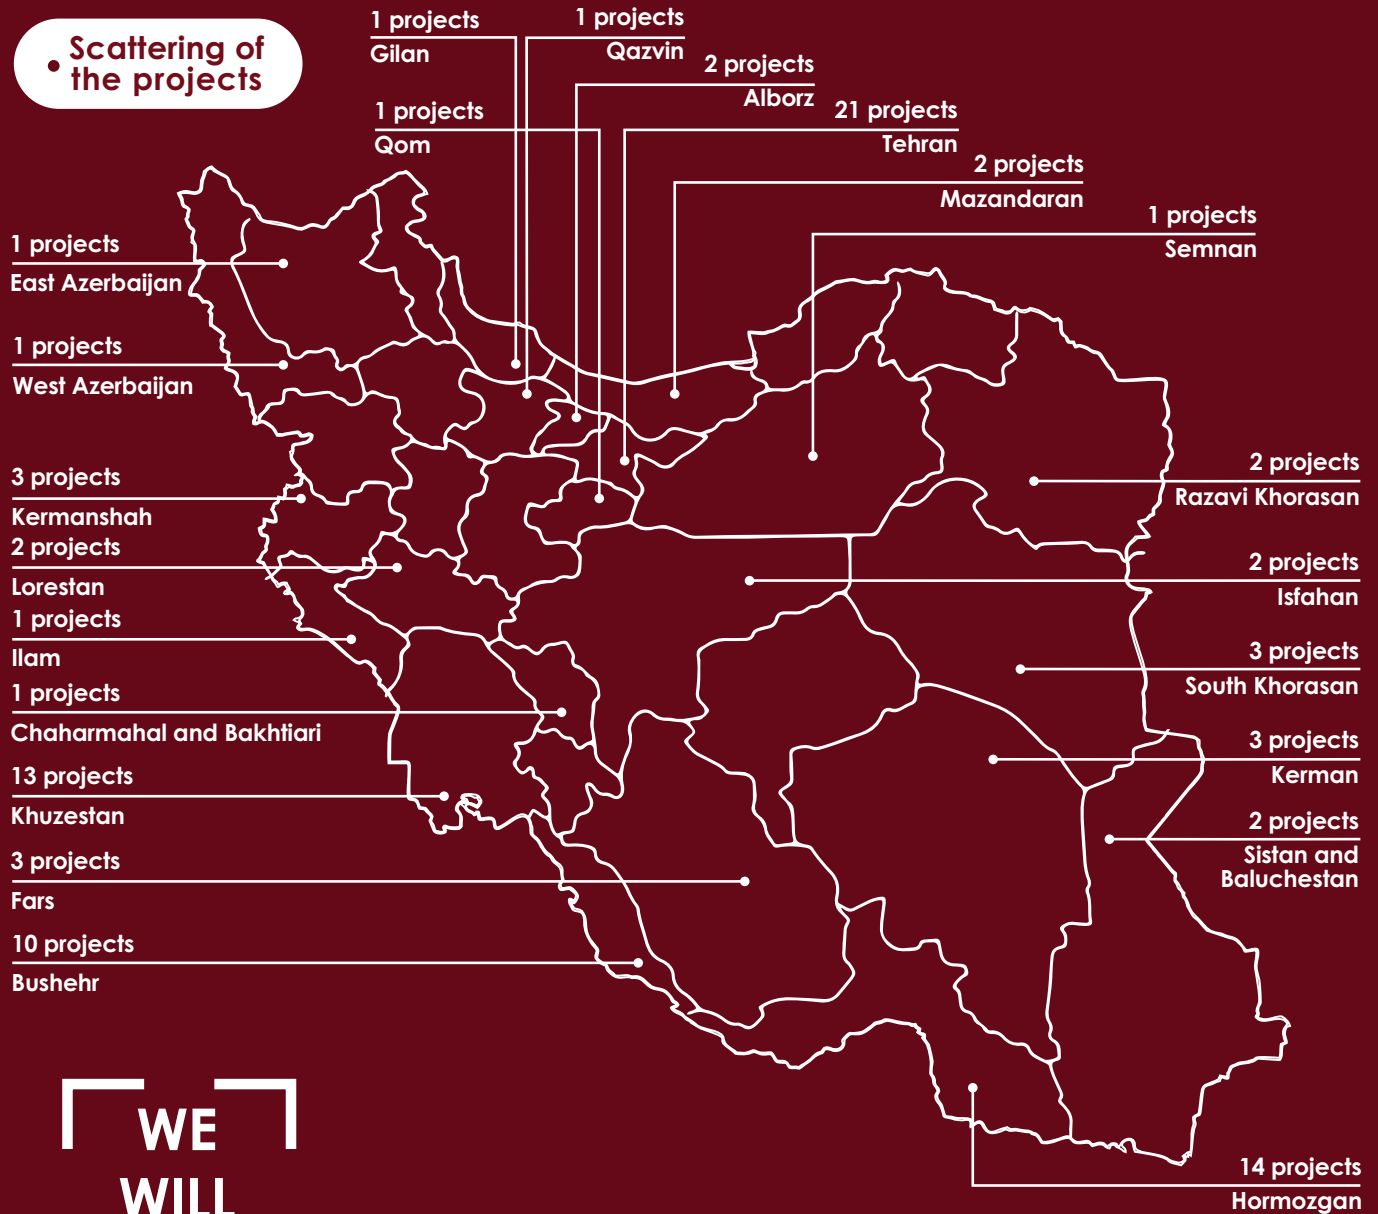 Scattering of
the projects
1 projects
Gilan
1 projects
Qazvin
2 projects
Alborz
1 projects
Qom
21 projects
Tehran
2 projects
Mazandaran
1 projects
Semnan
1 projects
East Azerbaijan
1 projects
West Azerbaijan
3 projects
Kermanshah
2 projects
Lorestan
1 projects
Ilam
1 projects
Chaharmahal and Bakhtiari
13 projects
Khuzestan
3 projects
Fars
10 projects
Bushehr
2 projects
Razavi Khorasan
2 projects
Isfahan
3 projects
South Khorasan
3 projects
Kerman
2 projects
Sistan and
Baluchestan
14 projects
Hormozgan
WE
WILL